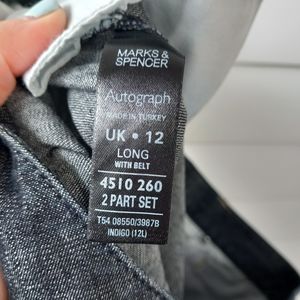 MARKS &
SPENCER
Autograph
MADE IN TURKEY
UK • 12
LONG
WITH BELT
4510 260
2 PART SET
T54 08550/3987B
INDIGO (12L)